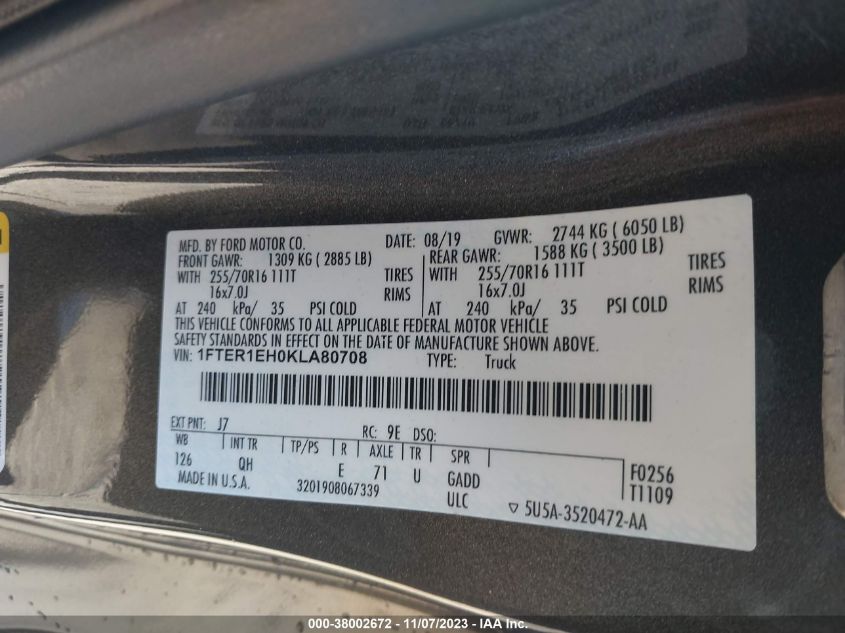 MFD. BY FORD MOTOR CO. DATE: 08/19 GVWR: 2744 KG ( 6050 LB)
FRONT GAWR: 1309 KG ( 2885 LB) REAR GAWR: 1588 KG ( 3500 LB)
WITH 255/70R16 111T TIRES WITH 255/70R16 111T TIRES
16x7.0J RIMS 16x7.0J RIMS
AT 240 kPa/ 35 PSI COLD AT 240 kPa/ 35 PSI COLD
THIS VEHICLE CONFORMS TO ALL APPLICABLE FEDERAL MOTOR VEHICLE
SAFETY STANDARDS IN EFFECT ON THE DATE OF MANUFACTURE SHOWN ABOVE.
VIN: 1FTER1EH0KLA80708 TYPE: Truck
EXT PNT: J7 RC: 9E DSO:
WB INT TR TP/PS R AXLE TR SPR
126 QH E 71 U GADD F0256
MADE IN U.S.A. 3201908067339 ULC T1109
▽ 5U5A-3520472-AA
000-38002672 - 11/07/2023 - IAA Inc.